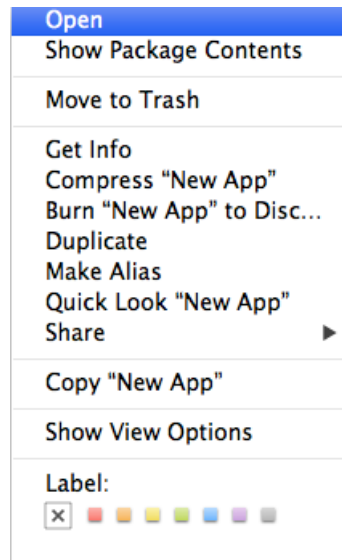 Open
Show Package Contents
Move to Trash
Get Info
Compress “New App”
Burn “New App” to Disc...
Duplicate
Make Alias
Quick Look “New App”
Share
Copy “New App”
Show View Options
Label: